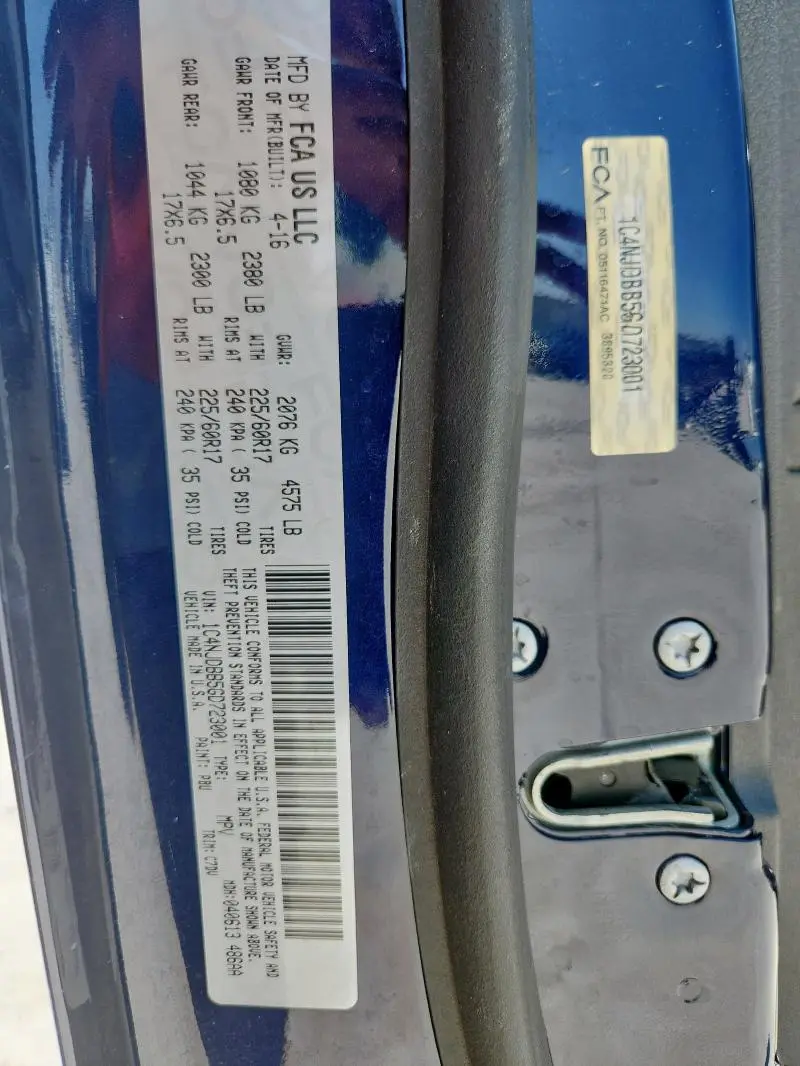 MFD BY FCA US LLC
DATE OF MFR(BUILT): 4-16 GVWR: 2076 KG 4575 LB
GAWR FRONT: 1080 KG 2380 LB WITH 225/60R17 TIRES
17X6.5 RIMS AT 240 KPA ( 35 PSI) COLD
GAWR REAR: 1044 KG 2300 LB WITH 225/60R17 TIRES
17X6.5 RIMS AT 240 KPA ( 35 PSI) COLD
THIS VEHICLE CONFORMS TO ALL APPLICABLE U.S.A. FEDERAL MOTOR VEHICLE SAFETY AND
THEFT PREVENTION STANDARDS IN EFFECT ON THE DATE OF MANUFACTURE SHOWN ABOVE.
VIN: 1C4NJDBB5GD723001 TYPE: MPV MDH:040613 486AA
VEHICLE MADE IN U.S.A. PAINT: PBU TRIM: C7DV
1C4NJDBB5GD723001
FCA PT. NO. 05116471AC 3895320